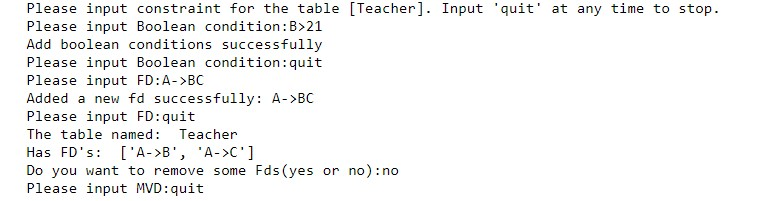 Please input constraint for the table [Teacher]. Input 'quit' at any time to stop.
Please input Boolean condition:B>21
Add boolean conditions successfully
Please input Boolean condition:quit
Please input FD:A->BC
Added a new fd successfully: A->BC
Please input FD:quit
The table named:  Teacher
Has FD's:  ['A->B', 'A->C']
Do you want to remove some Fds(yes or no):no
Please input MVD:quit